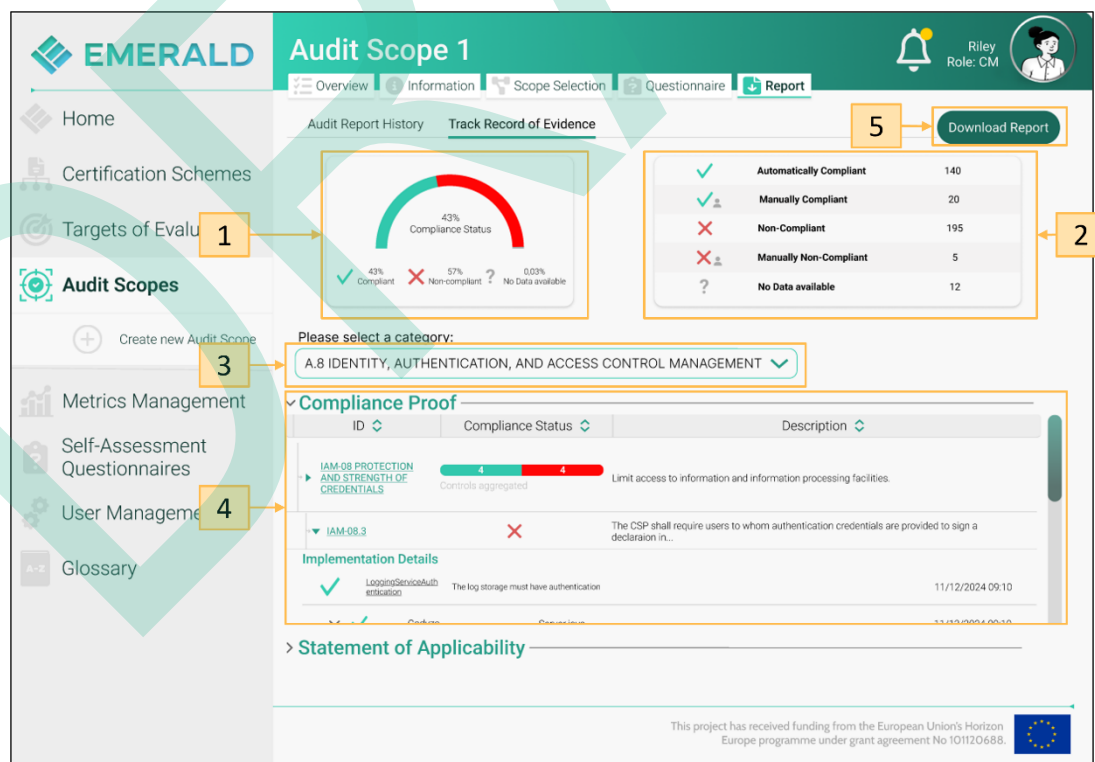 EMERALD
Audit Scope 1
Riley
Role: CM
Overview
Information
Scope Selection
Questionnaire
Report
Home
Certification Schemes
Targets of Evalu
Audit Scopes
Create new Audit Scope
Metrics Management
Self-Assessment
Questionnaires
User Manageme
A-Z
Glossary
Audit Report History
Track Record of Evidence
5
Download Report
1
43%
Compliance Status
43%
Compliant
57%
Non-compliant
?
0,03%
No Data available
Automatically Compliant 140
Manually Compliant 20
Non-Compliant 195
Manually Non-Compliant 5
? No Data available 12
2
Please select a category:
3
A.8 IDENTITY, AUTHENTICATION, AND ACCESS CONTROL MANAGEMENT
Compliance Proof
ID Compliance Status Description
IAM-08 PROTECTION
AND STRENGTH OF
CREDENTIALS
4 4
Controls aggregated
Limit access to information and information processing facilities.
4
IAM-08.3
The CSP shall require users to whom authentication credentials are provided to sign a
declaraion in...
Implementation Details
LoggingServiceAuth
entication
The log storage must have authentication
11/12/2024 09:10
Statement of Applicability
This project has received funding from the European Union's Horizon
Europe programme under grant agreement No 101120688.